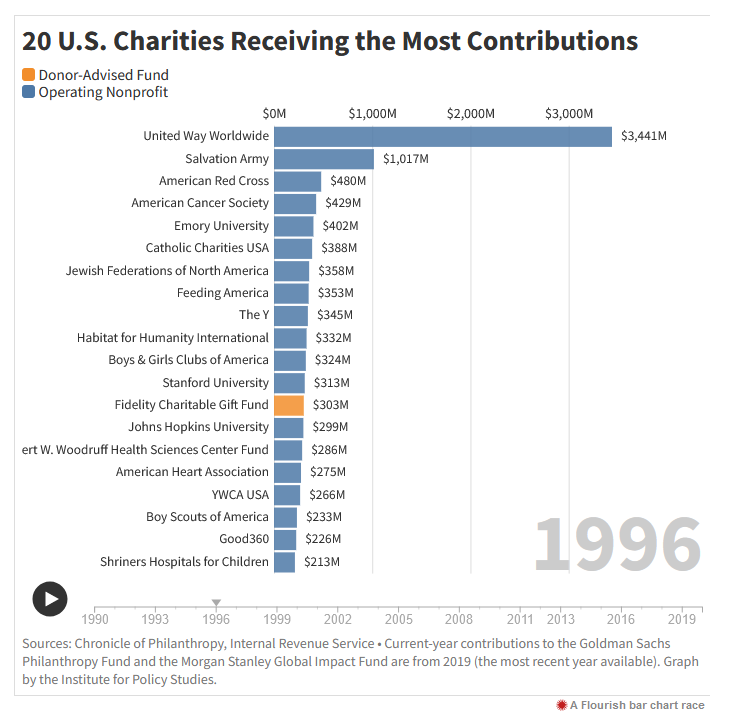 20 U.S. Charities Receiving the Most Contributions
Donor-Advised Fund
Operating Nonprofit
$0M $1,000M $2,000M $3,000M
United Way Worldwide $3,441M
Salvation Army $1,017M
American Red Cross $480M
American Cancer Society $429M
Emory University $402M
Catholic Charities USA $388M
Jewish Federations of North America $358M
Feeding America $353M
The Y $345M
Habitat for Humanity International $332M
Boys & Girls Clubs of America $324M
Stanford University $313M
Fidelity Charitable Gift Fund $303M
Johns Hopkins University $299M
ert W. Woodruff Health Sciences Center Fund $286M
American Heart Association $275M
YWCA USA $266M
Boy Scouts of America $233M
Good360 $226M
Shriners Hospitals for Children $213M
1996
1990 1993 1996 1999 2002 2005 2008 2011 2013 2016 2019
Sources: Chronicle of Philanthropy, Internal Revenue Service • Current-year contributions to the Goldman Sachs
Philanthropy Fund and the Morgan Stanley Global Impact Fund are from 2019 (the most recent year available). Graph
by the Institute for Policy Studies.
A Flourish bar chart race